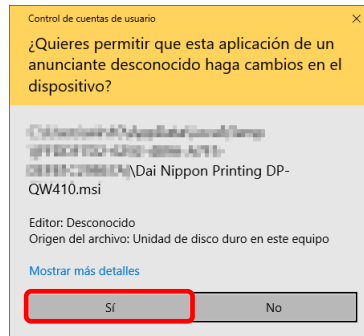 Control de cuentas de usuario
¿Quieres permitir que esta aplicación de un
anunciante desconocido haga cambios en el
dispositivo?
\Dai Nippon Printing DP-
QW410.msi
Editor: Desconocido
Origen del archivo: Unidad de disco duro en este equipo
Mostrar más detalles
Sí
No